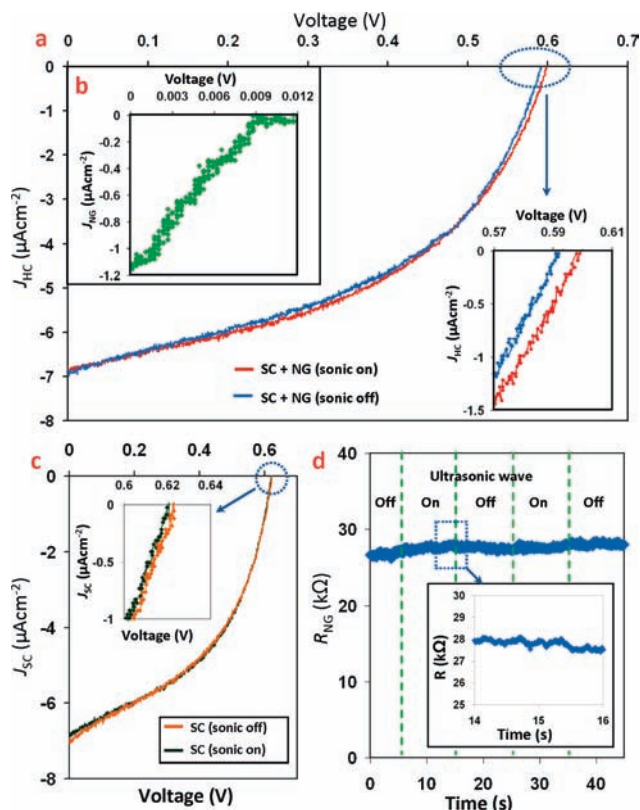 Voltage (V)
a
0 0.1 0.2 0.3 0.4 0.5 0.6 0.7
b
Voltage (V)
0 0.003 0.006 0.009 0.012
J_NG (µAcm⁻²)
0
-0.2
-0.4
-0.6
-0.8
-1
-1.2
J_HC (µAcm⁻²)
0
-1
-2
-3
-4
-5
-6
-7
-8
Voltage (V)
0.57 0.59 0.61
J_HC (µAcm⁻²)
0
-0.5
-1
-1.5
SC + NG (sonic on)
SC + NG (sonic off)
c
0 0.2 0.4 0.6
0.6 0.62 0.64
J_SC (µAcm⁻²)
0
-0.5
-1
Voltage (V)
J_SC (µAcm⁻²)
0
-2
-4
-6
-8
SC (sonic off)
SC (sonic on)
Voltage (V)
d
R_NG (kΩ)
40
30
20
10
0
Ultrasonic wave
Off On Off On Off
R (kΩ)
29
28
27
26
25
14 15 16
Time (s)
0 10 20 30 40
Time (s)